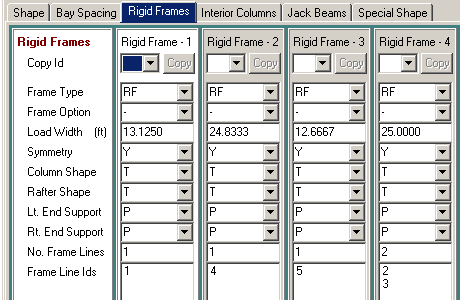 Shape Bay Spacing Rigid Frames Interior Columns Jack Beams Special Shape
Rigid Frames Rigid Frame - 1 Rigid Frame - 2 Rigid Frame - 3 Rigid Frame - 4
Copy Id Copy Copy Copy Copy
Frame Type RF RF RF RF
Frame Option - - - -
Load Width (ft) 13.1250 24.8333 12.6667 25.0000
Symmetry Y Y Y Y
Column Shape T T T T
Rafter Shape T T T T
Lt. End Support P P P P
Rt. End Support P P P P
No. Frame Lines 1 1 1 2
Frame Line Ids 1 4 5 2
3